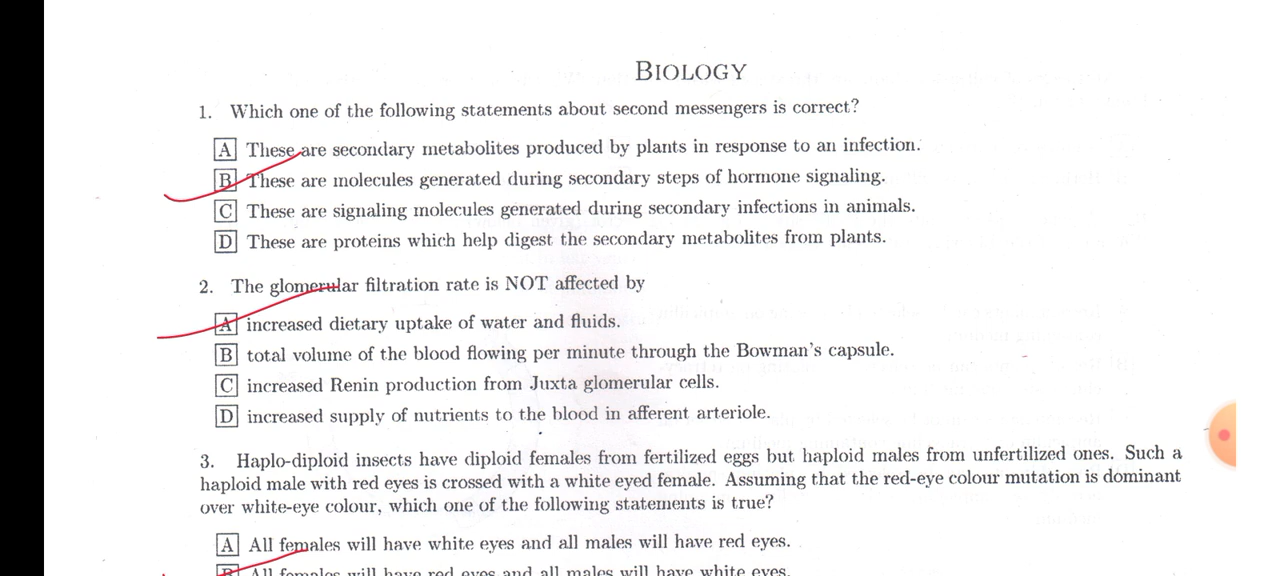 BIOLOGY
1. Which one of the following statements about second messengers is correct?
A These are secondary metabolites produced by plants in response to an infection.
B These are molecules generated during secondary steps of hormone signaling.
C These are signaling molecules generated during secondary infections in animals.
D These are proteins which help digest the secondary metabolites from plants.
2. The glomerular filtration rate is NOT affected by
A increased dietary uptake of water and fluids.
B total volume of the blood flowing per minute through the Bowman's capsule.
C increased Renin production from Juxta glomerular cells.
D increased supply of nutrients to the blood in afferent arteriole.
3. Haplo-diploid insects have diploid females from fertilized eggs but haploid males from unfertilized ones. Such a
haploid male with red eyes is crossed with a white eyed female. Assuming that the red-eye colour mutation is dominant
over white-eye colour, which one of the following statements is true?
A All females will have white eyes and all males will have red eyes.
B All females will have red eyes and all males will have white eyes.